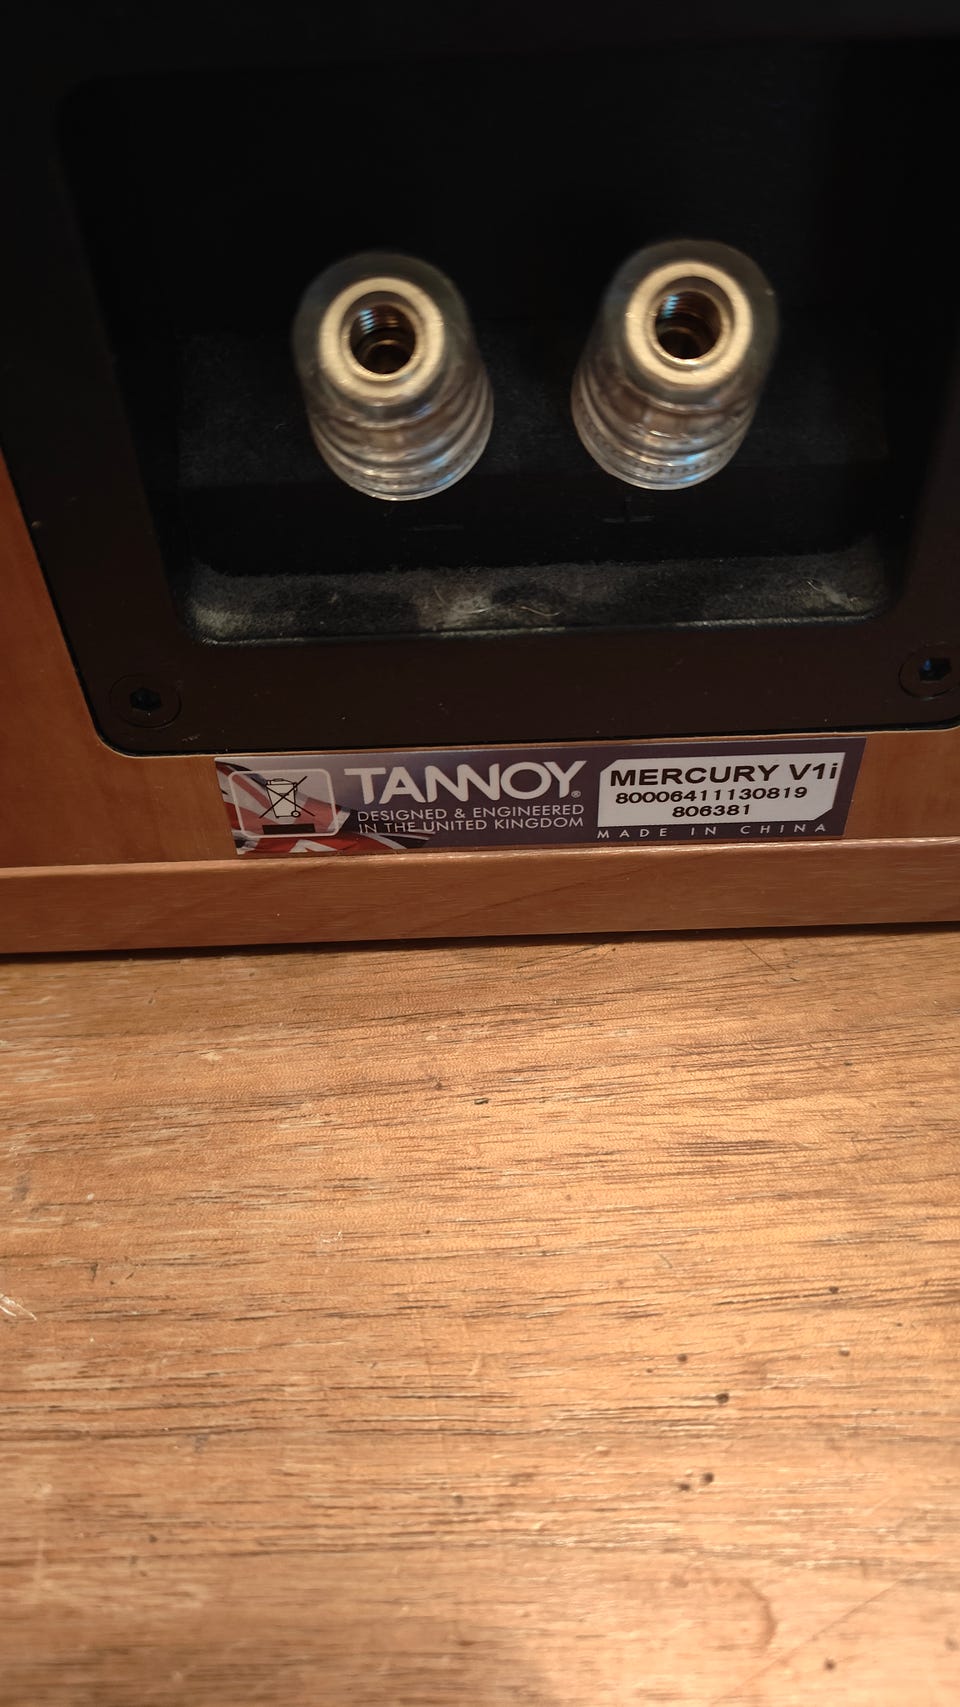 TANNOY®
DESIGNED & ENGINEERED
IN THE UNITED KINGDOM
MERCURY V1i
80006411130819
806381
MADE IN CHINA